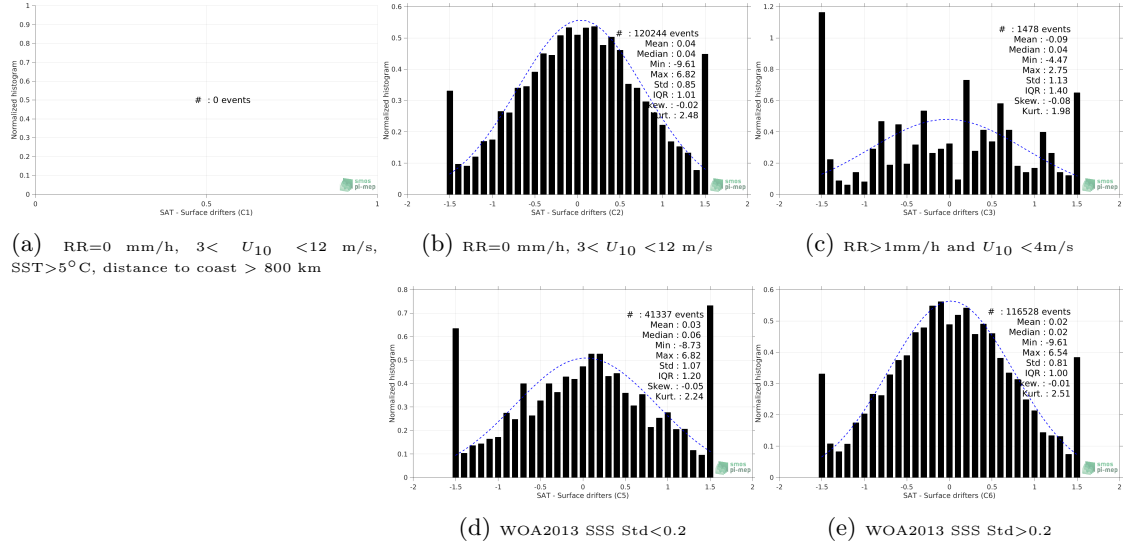 1
0.9
0.8
0.7
0.6
0.5
0.4
0.3
0.2
0.1
0
Normalized histogram
# : 0 events
smos
pi-mep
0
0.5
1
SAT - Surface drifters (C1)
(a) RR=0 mm/h, 3< U10 <12 m/s,
SST>5°C, distance to coast > 800 km
0.6
0.5
0.4
0.3
0.2
0.1
0
Normalized histogram
# : 120244 events
Mean : 0.04
Median : 0.04
Min : -9.61
Max : 6.82
Std : 0.85
IQR : 1.01
Skew. : -0.02
Kurt. : 2.48
smos
pi-mep
-2
-1.5
-1
-0.5
0
0.5
1
1.5
2
SAT - Surface drifters (C2)
(b) RR=0 mm/h, 3< U10 <12 m/s
1.2
1
0.8
0.6
0.4
0.2
0
Normalized histogram
# : 1478 events
Mean : -0.09
Median : 0.04
Min : -4.47
Max : 2.75
Std : 1.13
IQR : 1.40
Skew. : -0.08
Kurt. : 1.98
smos
pi-mep
-2
-1.5
-1
-0.5
0
0.5
1
1.5
2
SAT - Surface drifters (C3)
(c) RR>1mm/h and U10 <4m/s
0.8
0.7
0.6
0.5
0.4
0.3
0.2
0.1
0
Normalized histogram
# : 41337 events
Mean : 0.03
Median : 0.06
Min : -8.73
Max : 6.82
Std : 1.07
IQR : 1.20
Skew. : -0.05
Kurt. : 2.24
smos
pi-mep
-2
-1.5
-1
-0.5
0
0.5
1
1.5
2
SAT - Surface drifters (C5)
(d) WOA2013 SSS Std<0.2
0.6
0.5
0.4
0.3
0.2
0.1
0
Normalized histogram
# : 116528 events
Mean : 0.02
Median : 0.02
Min : -9.61
Max : 6.54
Std : 0.81
IQR : 1.00
Skew. : -0.01
Kurt. : 2.51
smos
pi-mep
-2
-1.5
-1
-0.5
0
0.5
1
1.5
2
SAT - Surface drifters (C6)
(e) WOA2013 SSS Std>0.2